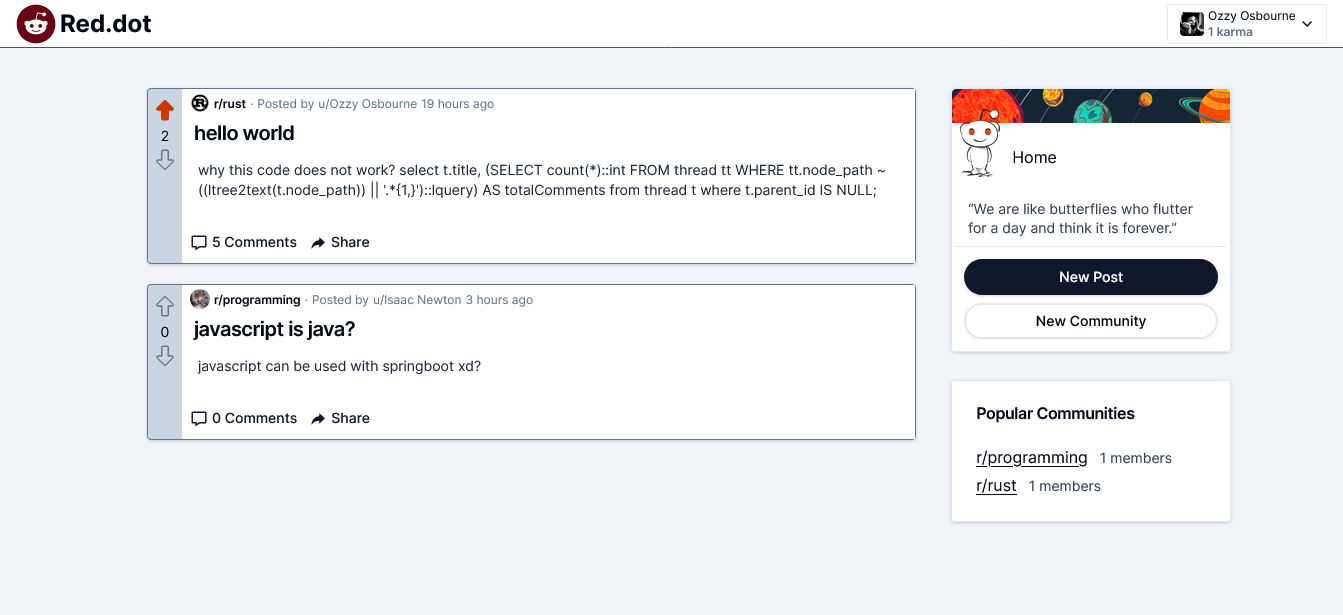 Red.dot
Ozzy Osbourne
1 karma
r/rust · Posted by u/Ozzy Osbourne 19 hours ago
2
hello world
why this code does not work? select t.title, (SELECT count(*)::int FROM thread tt WHERE tt.node_path ~
((ltree2text(t.node_path)) || '.*{1,}')::lquery) AS totalComments from thread t where t.parent_id IS NULL;
5 Comments Share
r/programming · Posted by u/Isaac Newton 3 hours ago
0
javascript is java?
javascript can be used with springboot xd?
0 Comments Share
Home
“We are like butterflies who flutter
for a day and think it is forever.”
New Post
New Community
Popular Communities
r/programming 1 members
r/rust 1 members